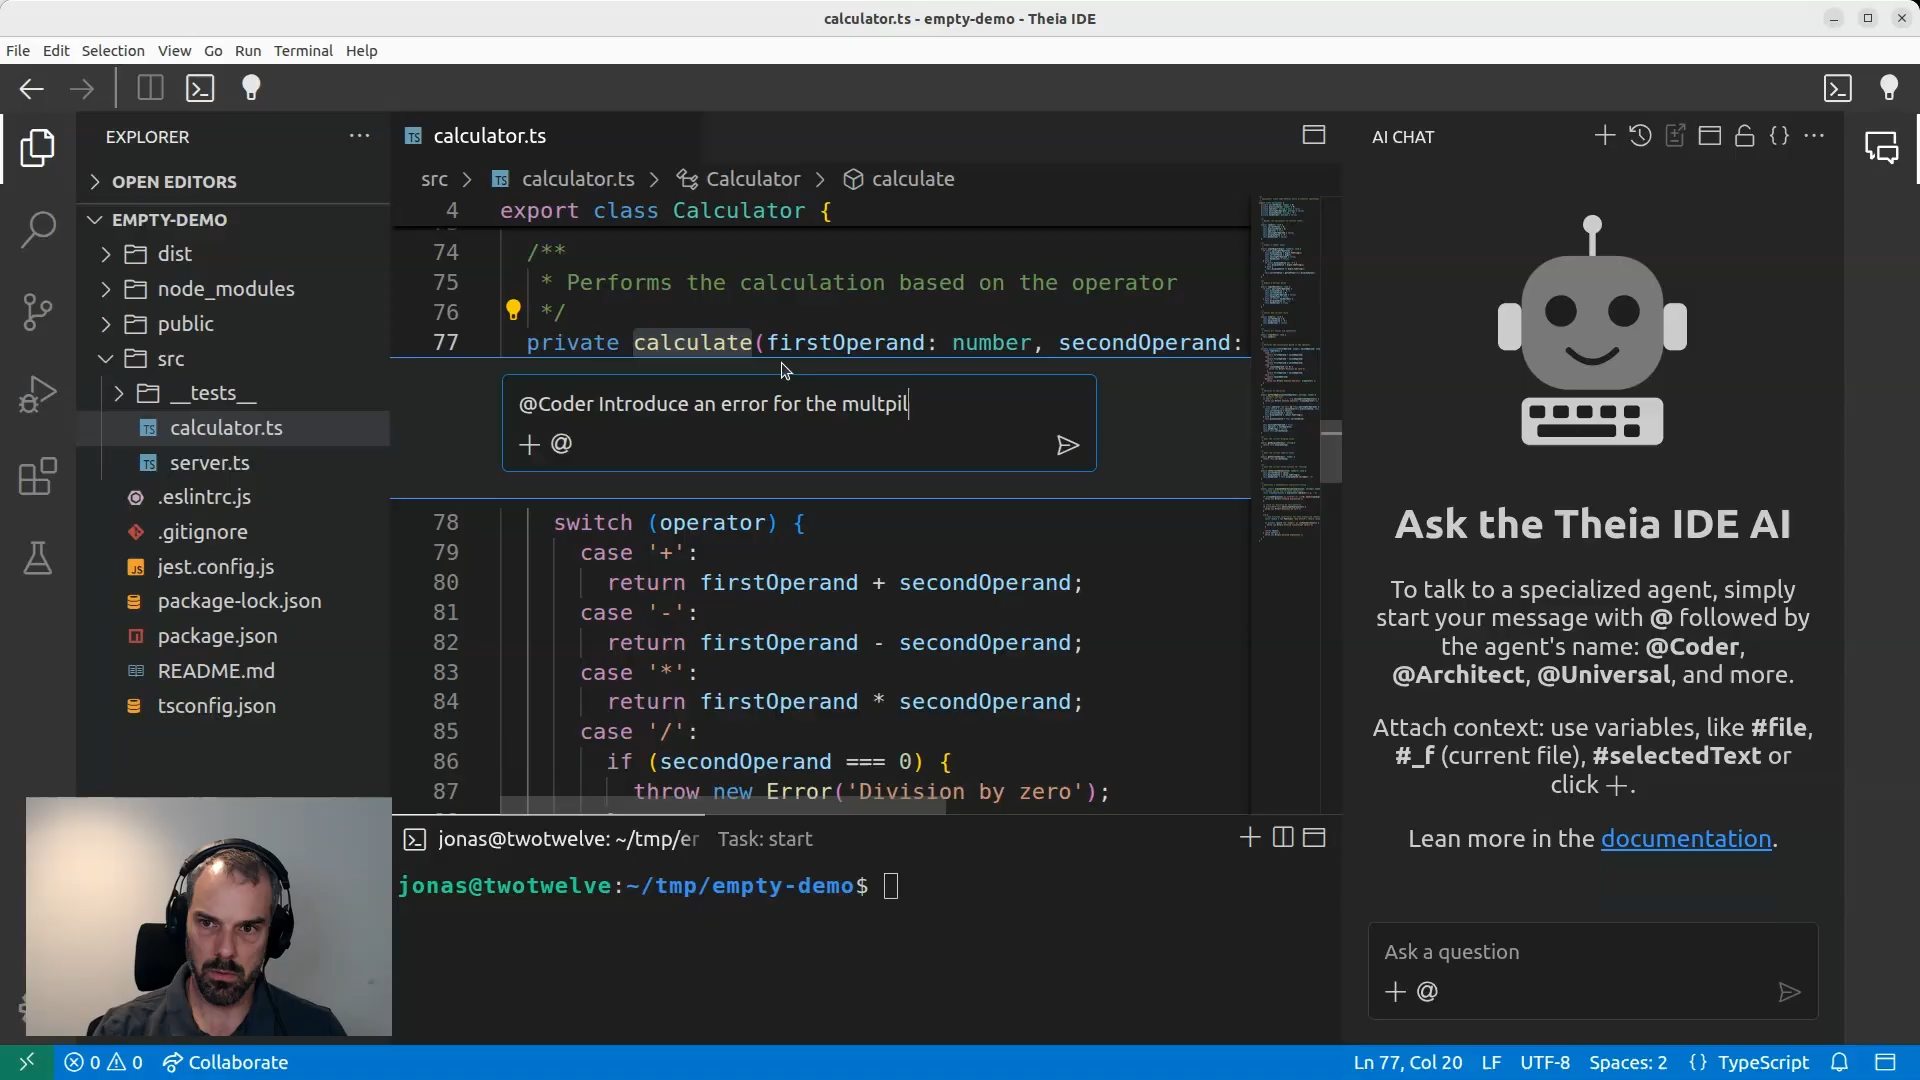 calculator.ts - empty-demo - Theia IDE
File Edit Selection View Go Run Terminal Help
EXPLORER
OPEN EDITORS
EMPTY-DEMO
dist
node_modules
public
src
__tests__
calculator.ts
server.ts
.eslintrc.js
.gitignore
jest.config.js
package-lock.json
package.json
README.md
tsconfig.json
calculator.ts
src > calculator.ts > Calculator > calculate
4 export class Calculator {
74 /**
75 * Performs the calculation based on the operator
76 */
77 private calculate(firstOperand: number, secondOperand:
@Coder Introduce an error for the multpil
@
78 switch (operator) {
79 case '+':
80 return firstOperand + secondOperand;
81 case '-':
82 return firstOperand - secondOperand;
83 case '*':
84 return firstOperand * secondOperand;
85 case '/':
86 if (secondOperand === 0) {
87 throw new Error('Division by zero');
jonas@twotwelve: ~/tmp/er Task: start
jonas@twotwelve:~/tmp/empty-demo$
AI CHAT
Ask the Theia IDE AI
To talk to a specialized agent, simply
start your message with @ followed by
the agent's name: @Coder,
@Architect, @Universal, and more.
Attach context: use variables, like #file,
#_f (current file), #selectedText or
click +.
Lean more in the documentation.
Ask a question
@
0 0 Collaborate
Ln 77, Col 20 LF UTF-8 Spaces: 2 {} TypeScript